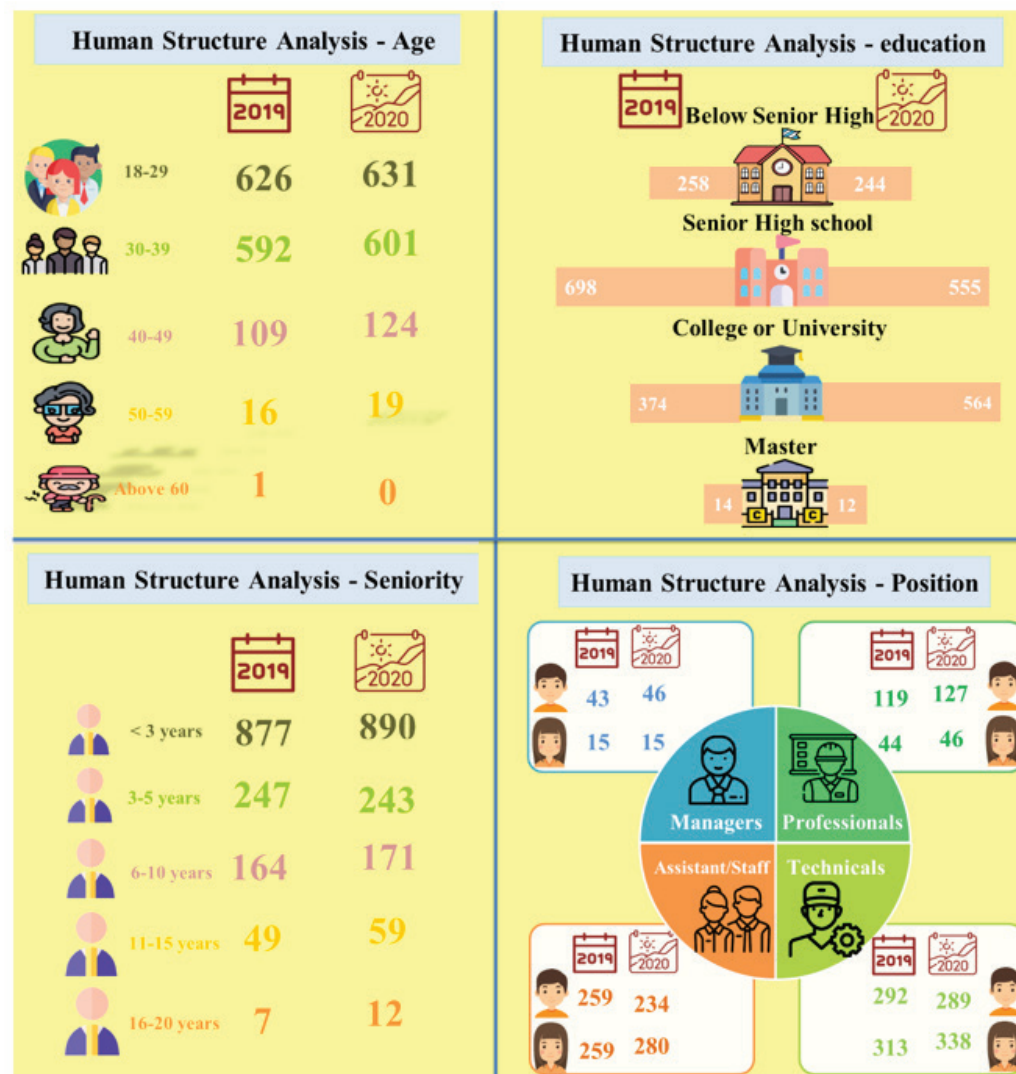 Human Structure Analysis - Age
2019 2020
18-29 626 631
30-39 592 601
40-49 109 124
50-59 16 19
Above 60 1 0
Human Structure Analysis - education
2019 2020
Below Senior High
258 244
Senior High school
698 555
College or University
374 564
Master
14 C C 12
Human Structure Analysis - Seniority
2019 2020
< 3 years 877 890
3-5 years 247 243
6-10 years 164 171
11-15 years 49 59
16-20 years 7 12
Human Structure Analysis - Position
2019 2020
43 46
15 15
2019 2020
119 127
44 46
Managers Professionals
Assistant/Staff Technicals
2019 2020
259 234
259 280
2019 2020
292 289
313 338